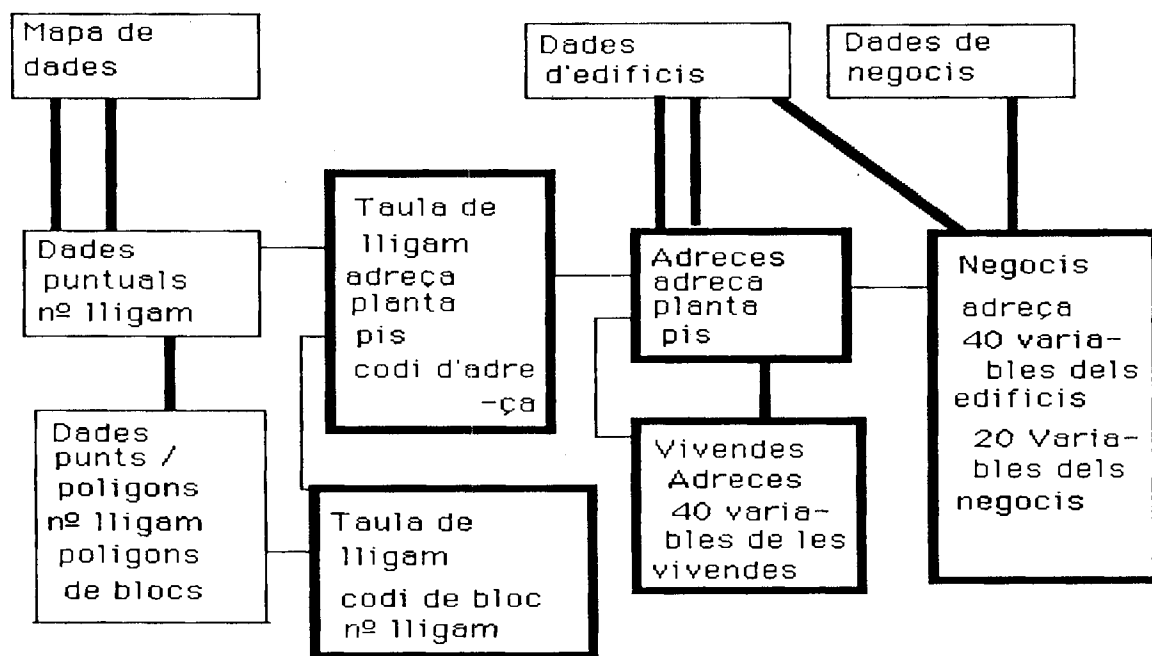 Mapa de
dades
Dades
d'edificis
Dades de
negocis
Dades
puntuals
nº lligam
Taula de
lligam
adreça
planta
pis
codi d'adre
-ça
Adreces
adreca
planta
pis
Negocis
adreça
40 varia-
bles dels
edificis
20 Varia-
bles dels
negocis
Dades
punts /
poligons
nº lligam
poligons
de blocs
Taula de
lligam
codi de bloc
nº lligam
Vivendes
Adreces
40 varia-
bles de les
vivendes